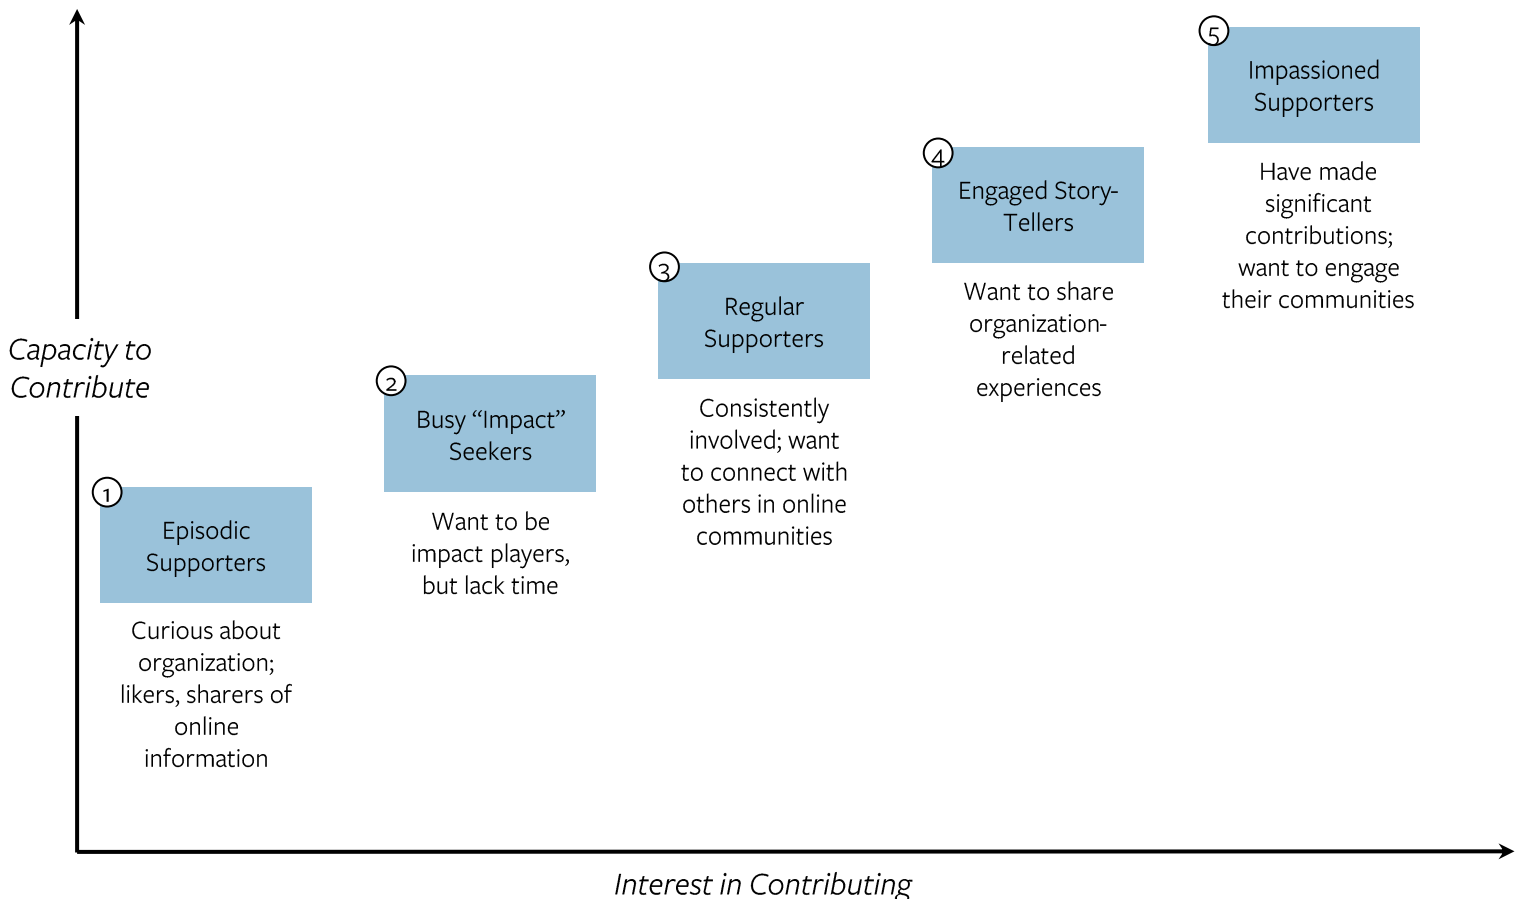 Capacity to
Contribute
1
Episodic
Supporters
Curious about
organization;
likers, sharers of
online
information
2
Busy “Impact”
Seekers
Want to be
impact players,
but lack time
3
Regular
Supporters
Consistently
involved; want
to connect with
others in online
communities
4
Engaged Story-
Tellers
Want to share
organization-
related
experiences
5
Impassioned
Supporters
Have made
significant
contributions;
want to engage
their communities
Interest in Contributing